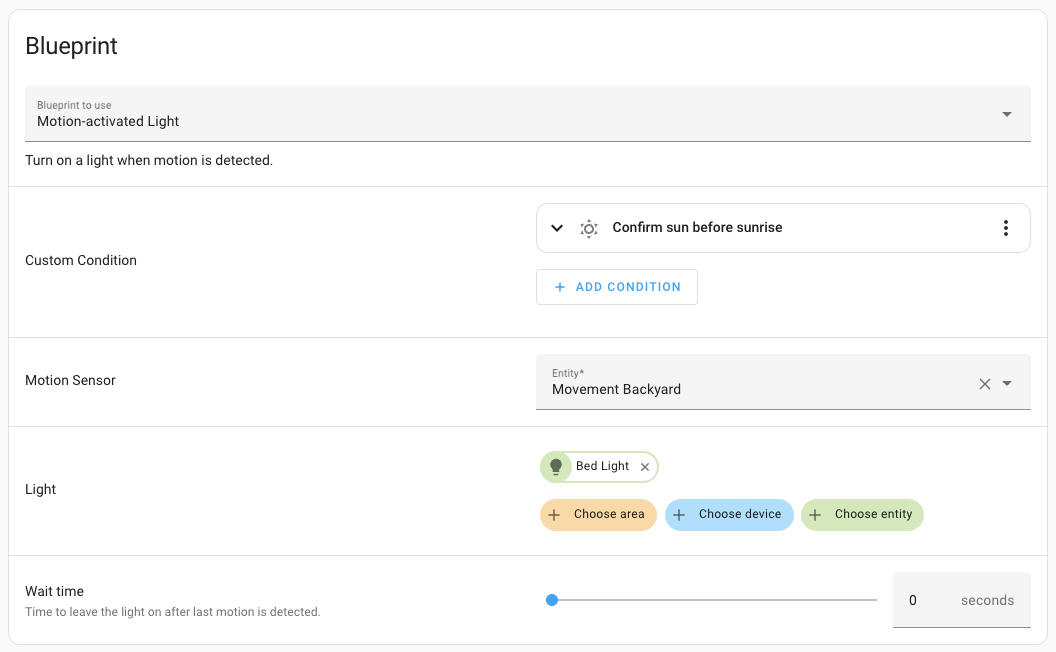 Blueprint
Blueprint to use
Motion-activated Light
Turn on a light when motion is detected.
Custom Condition
Confirm sun before sunrise
ADD CONDITION
Motion Sensor
Entity*
Movement Backyard
Light
Bed Light
Choose area
Choose device
Choose entity
Wait time
Time to leave the light on after last motion is detected.
0 seconds